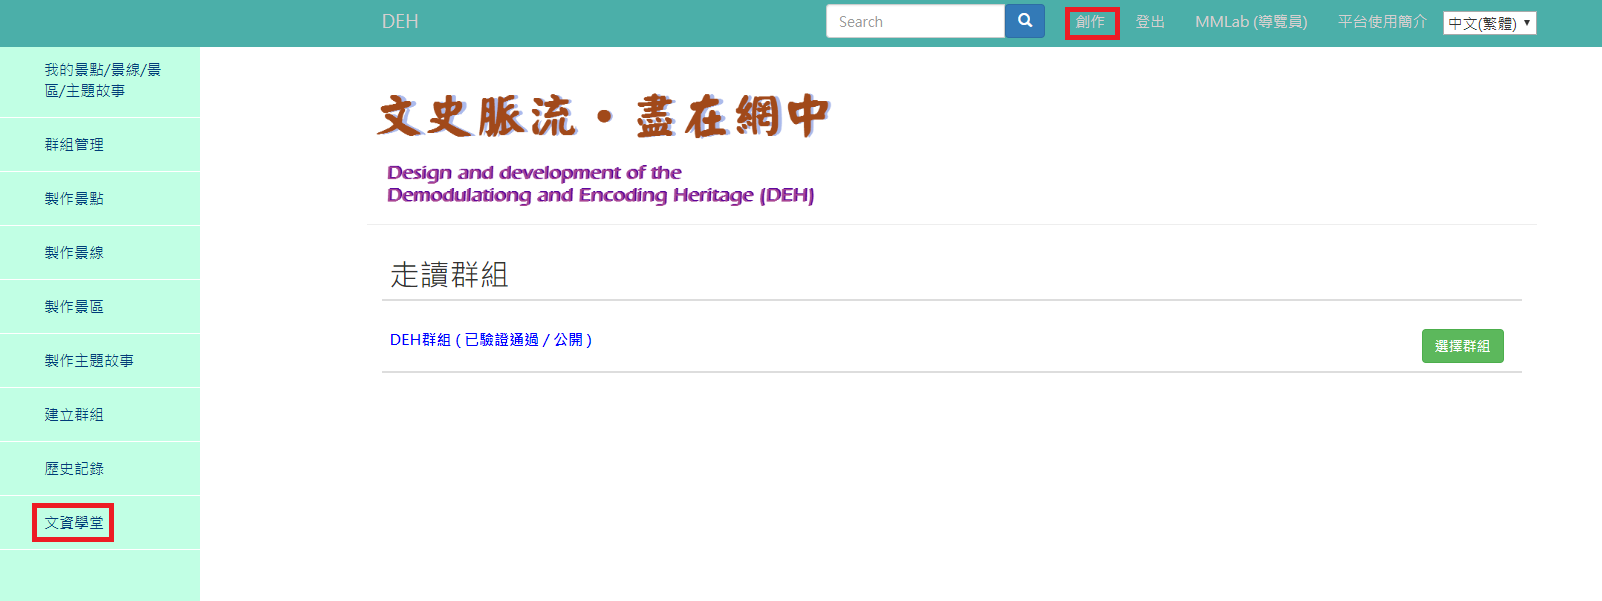 DEH
Search
創作
登出
MMLab (導覽員)
平台使用簡介
中文(繁體)
我的景點/景線/景
區/主題故事
群組管理
製作景點
製作景線
製作景區
製作主題故事
建立群組
歷史記錄
文資學堂
文史脈流・盡在網中
Design and development of the
Demodulationg and Encoding Heritage (DEH)
走讀群組
DEH群組 ( 已驗證通過 / 公開 )
選擇群組